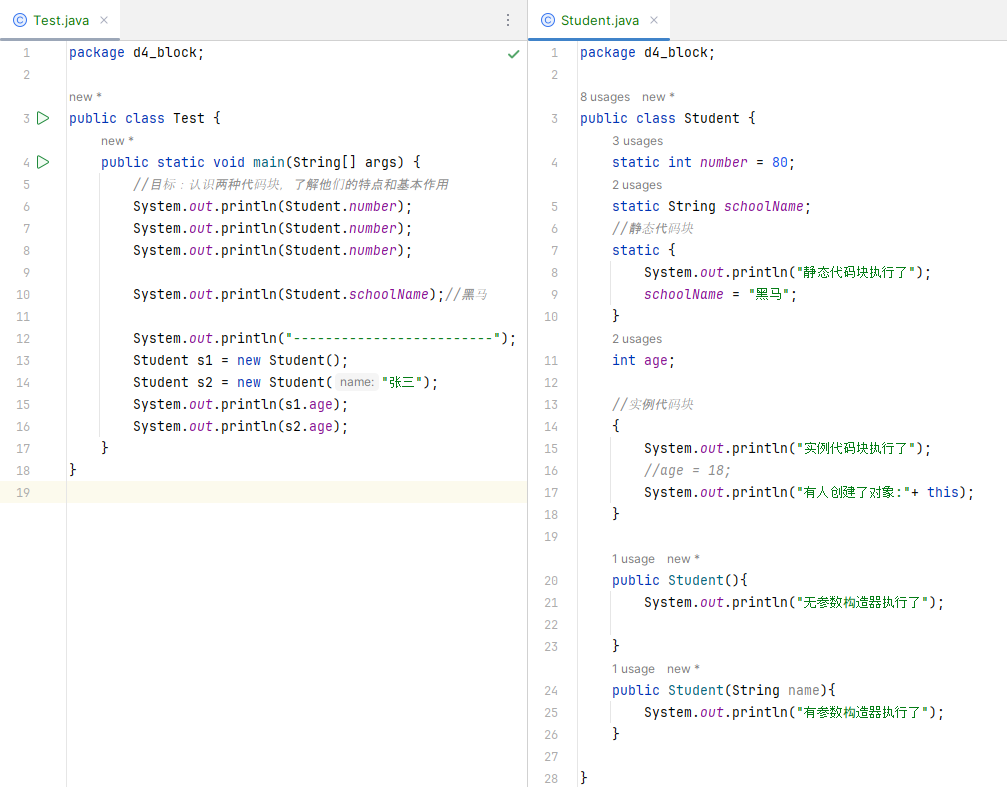 Test.java
1 package d4_block;
2
new *
3 public class Test {
new *
4 public static void main(String[] args) {
5 //目标：认识两种代码块，了解他们的特点和基本作用
6 System.out.println(Student.number);
7 System.out.println(Student.number);
8 System.out.println(Student.number);
9
10 System.out.println(Student.schoolName);//黑马
11
12 System.out.println("-------------------------");
13 Student s1 = new Student();
14 Student s2 = new Student( name: "张三");
15 System.out.println(s1.age);
16 System.out.println(s2.age);
17 }
18 }
19
Student.java
1 package d4_block;
2
8 usages new *
3 public class Student {
3 usages
4 static int number = 80;
2 usages
5 static String schoolName;
6 //静态代码块
7 static {
8 System.out.println("静态代码块执行了");
9 schoolName = "黑马";
10 }
2 usages
11 int age;
12
13 //实例代码块
14 {
15 System.out.println("实例代码块执行了");
16 //age = 18;
17 System.out.println("有人创建了对象:"+ this);
18 }
19
1 usage new *
20 public Student(){
21 System.out.println("无参数构造器执行了");
22
23 }
1 usage new *
24 public Student(String name){
25 System.out.println("有参数构造器执行了");
26 }
27
28 }